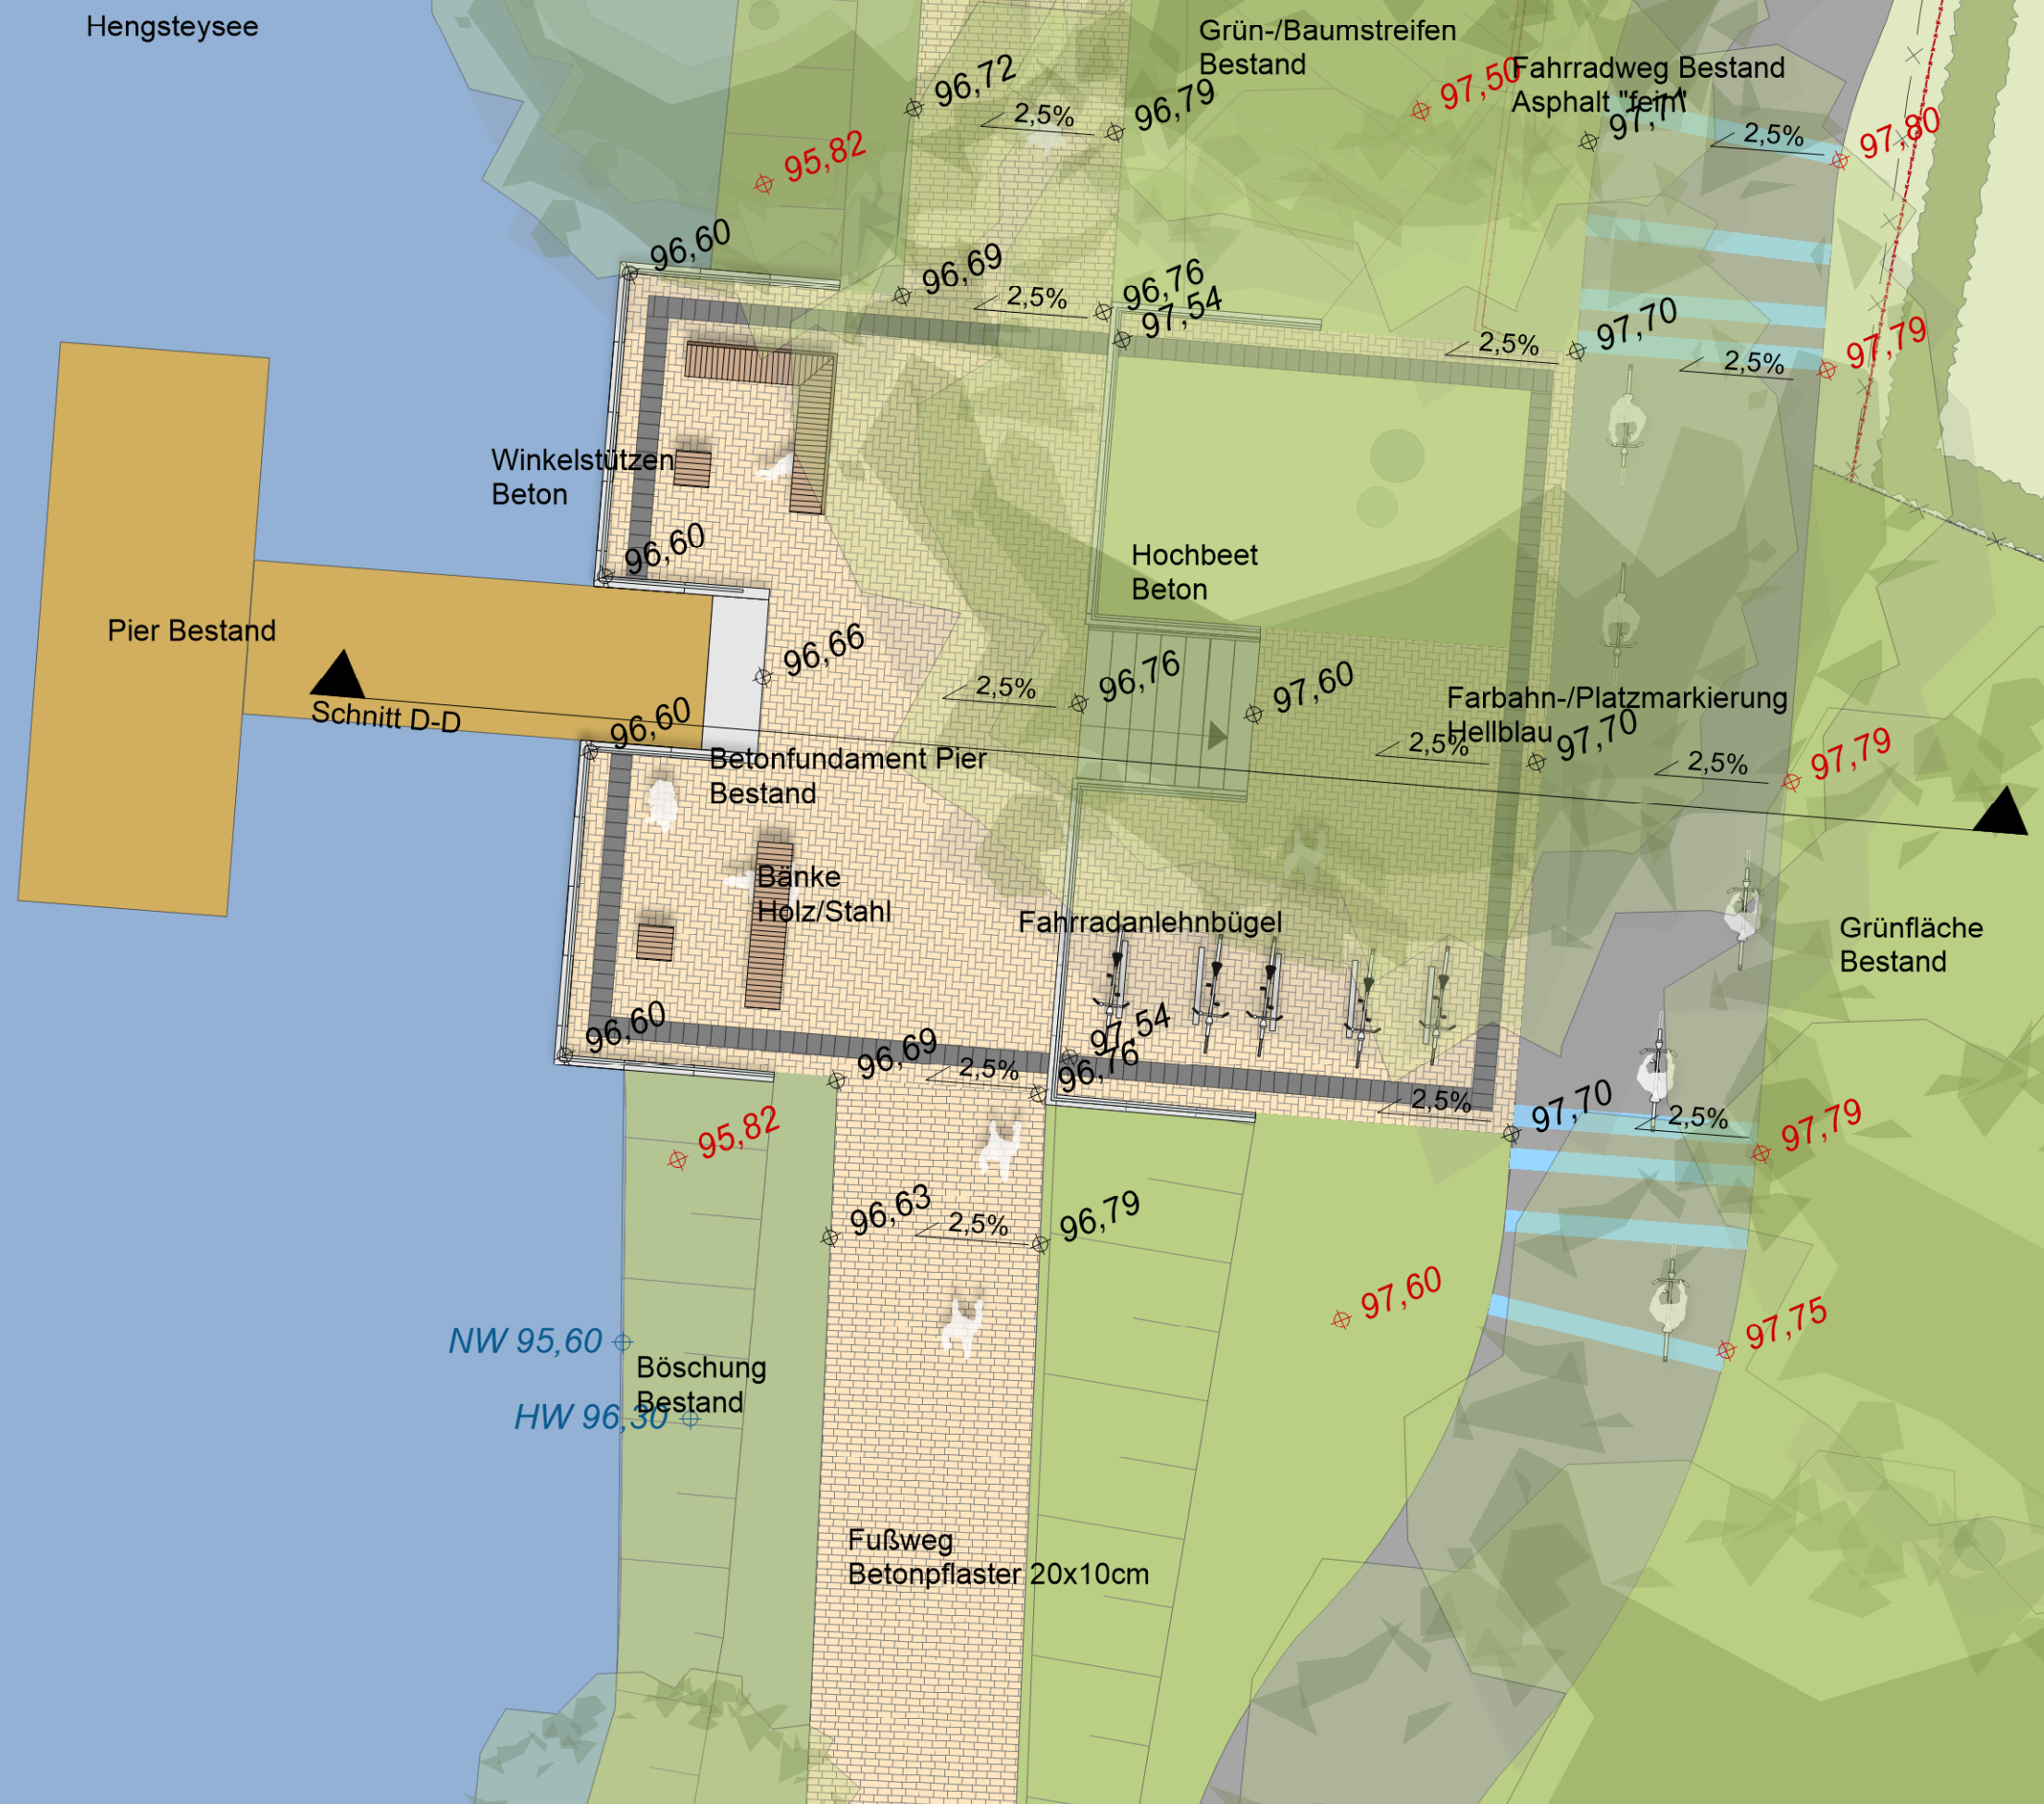 Hengsteysee
Grün-/Baumstreifen
Bestand
Fahrradweg Bestand
Asphalt "fein"
96,72
2,5%
96,79
97,50
97,71
2,5%
97,80
95,82
96,60
96,69
2,5%
96,76
97,54
2,5%
97,70
2,5%
97,79
Winkelstützen
Beton
96,60
Hochbeet
Beton
Pier Bestand
96,66
2,5%
96,76
97,60
Farbahn-/Platzmarkierung
Hellblau
2,5%
97,70
2,5%
97,79
Schnitt D-D
96,60
Betonfundament Pier
Bestand
Bänke
Holz/Stahl
Fahrradanlehnbügel
Grünfläche
Bestand
96,60
96,69
2,5%
97,54
96,76
2,5%
97,70
2,5%
97,79
95,82
96,63
2,5%
96,79
97,60
97,75
NW 95,60
Böschung
Bestand
HW 96,30
Fußweg
Betonpflaster 20x10cm